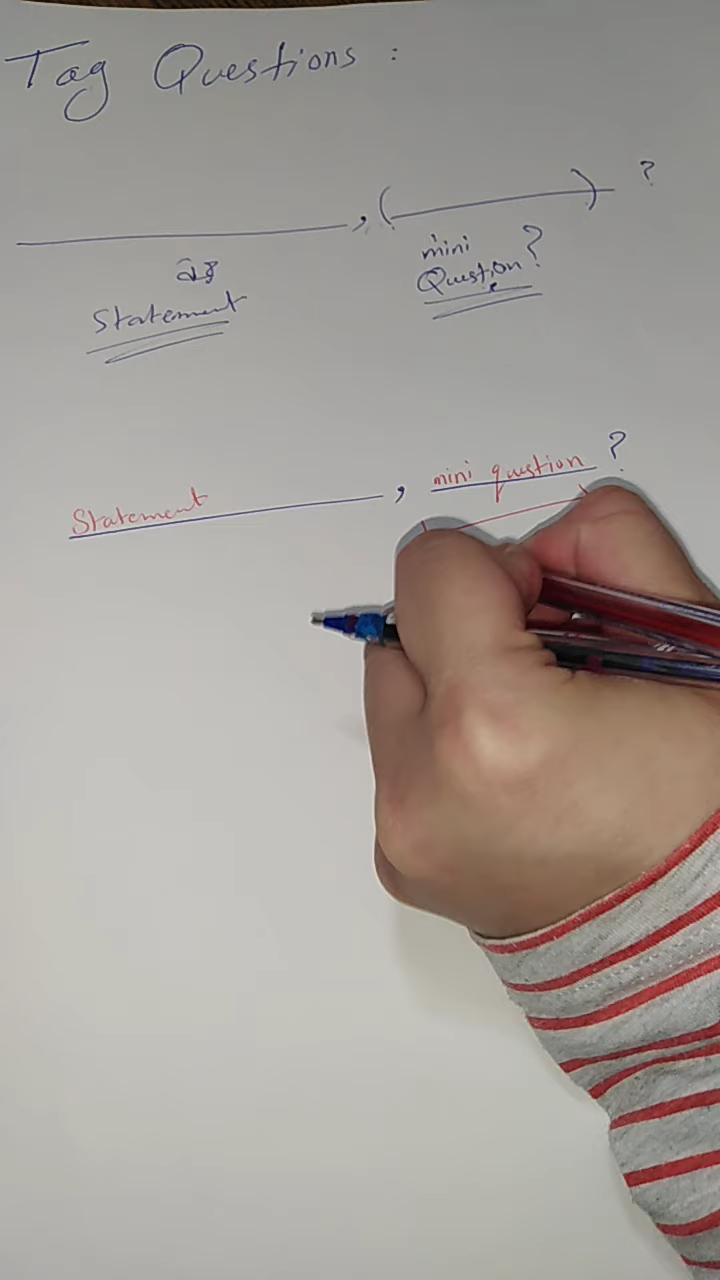 Tag Questions :
, ( ) ?
mini
Statement Question?
Statement , mini question ?